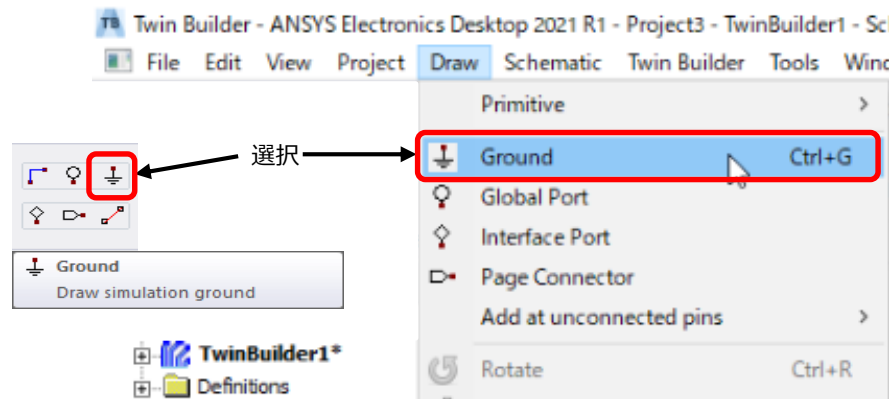 Twin Builder - ANSYS Electronics Desktop 2021 R1 - Project3 - TwinBuilder1 - Sc
File Edit View Project Draw Schematic Twin Builder Tools Wind
Primitive >
選択
Ground Ctrl+G
Global Port
Interface Port
Page Connector
Add at unconnected pins >
Rotate Ctrl+R
Ground
Draw simulation ground
TwinBuilder1*
Definitions